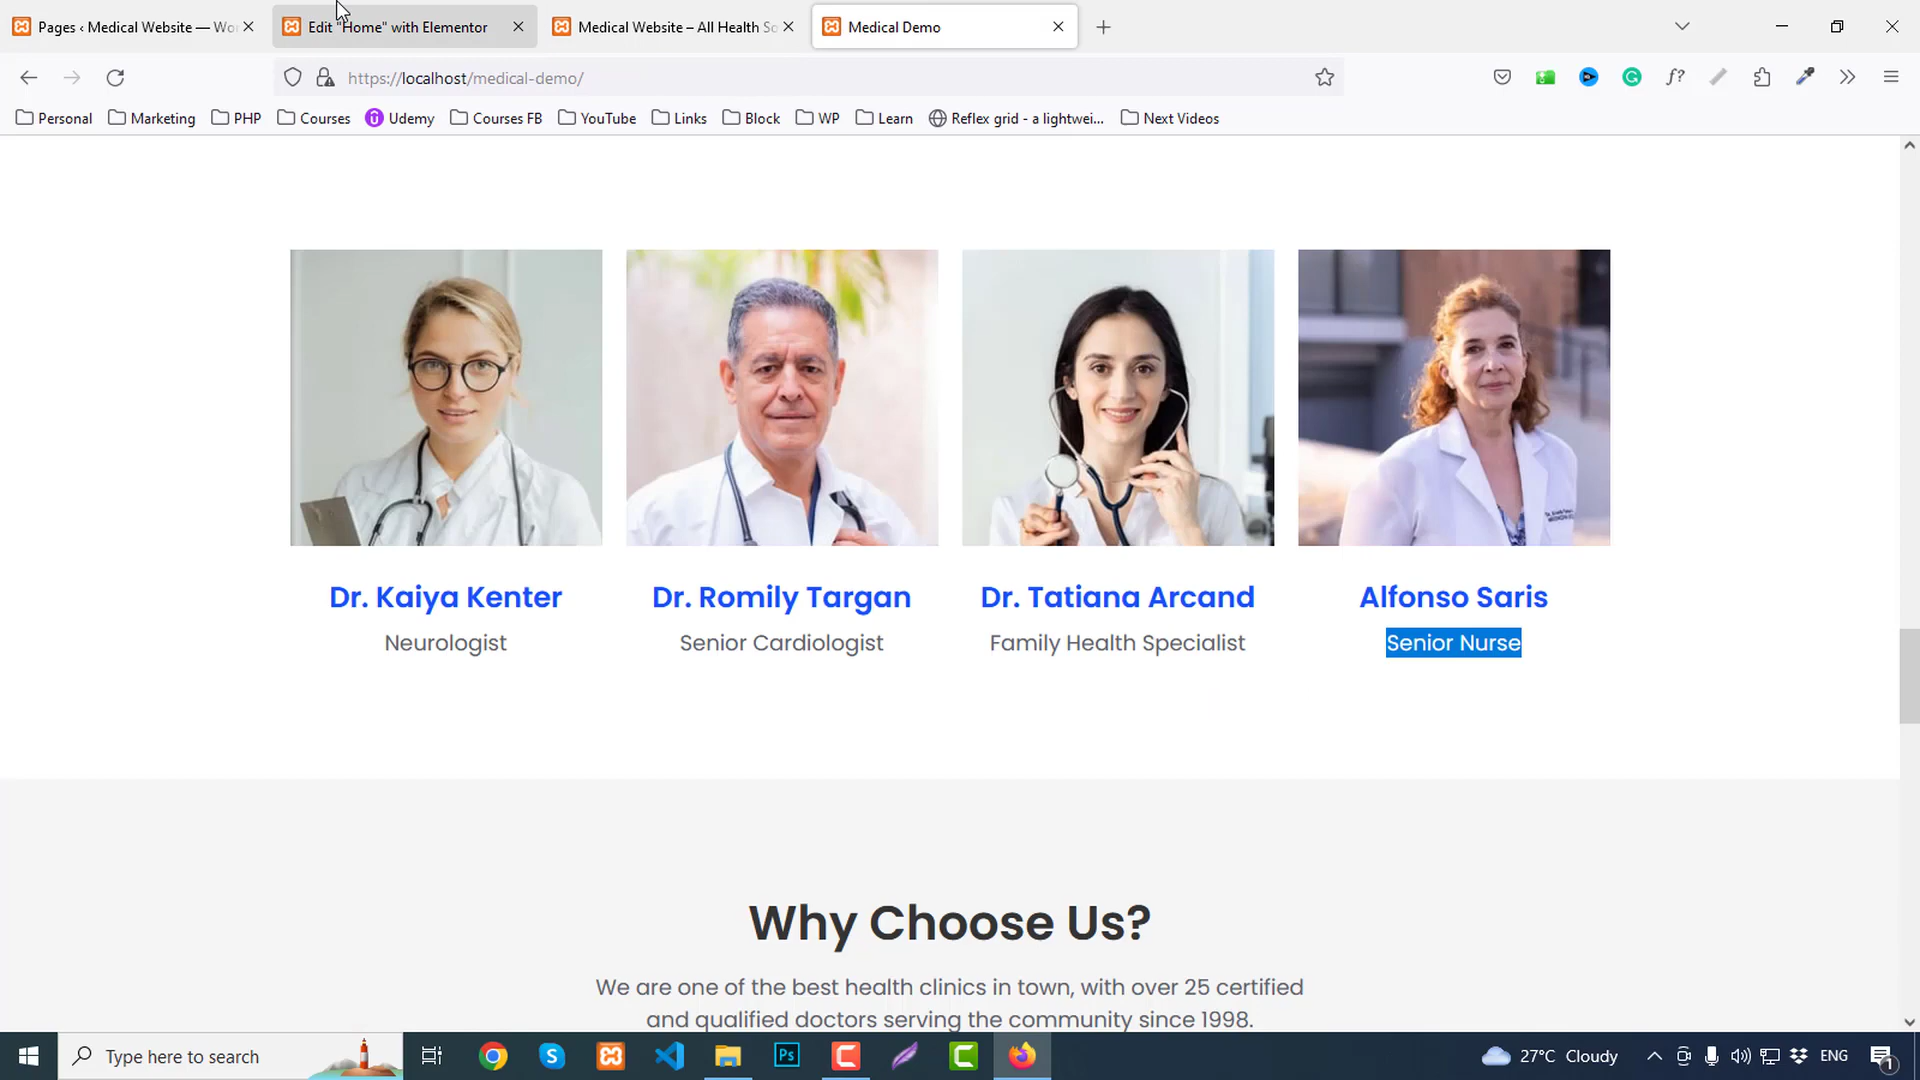 Pages ‹ Medical Website — Wo
Edit "Home" with Elementor
Medical Website – All Health So
Medical Demo
https://localhost/medical-demo/
f?
Personal
Marketing
PHP
Courses
Udemy
Courses FB
YouTube
Links
Block
WP
Learn
Reflex grid - a lightwei...
Next Videos
Dr. Kaiya Kenter
Dr. Romily Targan
Dr. Tatiana Arcand
Alfonso Saris
Neurologist
Senior Cardiologist
Family Health Specialist
Senior Nurse
Why Choose Us?
We are one of the best health clinics in town, with over 25 certified
and qualified doctors serving the community since 1998.
Type here to search
Ps
27°C Cloudy
ENG
1